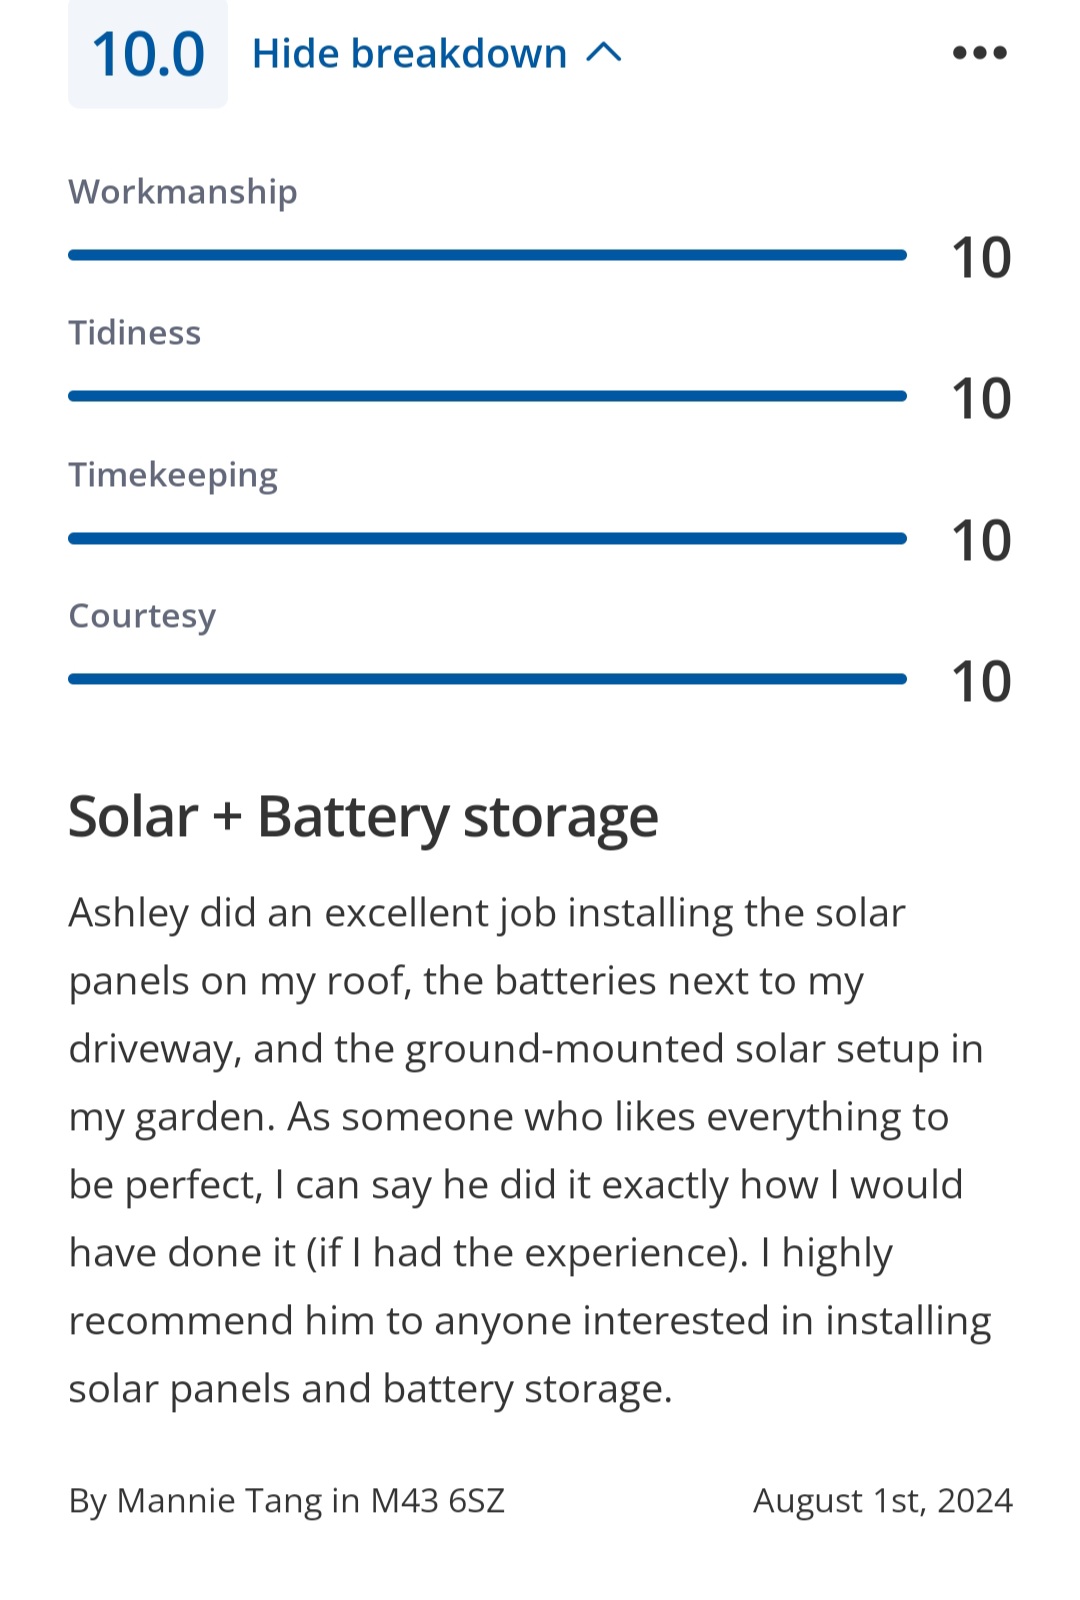 10.0 Hide breakdown
Workmanship
10
Tidiness
10
Timekeeping
10
Courtesy
10
Solar + Battery storage
Ashley did an excellent job installing the solar
panels on my roof, the batteries next to my
driveway, and the ground-mounted solar setup in
my garden. As someone who likes everything to
be perfect, I can say he did it exactly how I would
have done it (if I had the experience). I highly
recommend him to anyone interested in installing
solar panels and battery storage.
By Mannie Tang in M43 6SZ August 1st, 2024